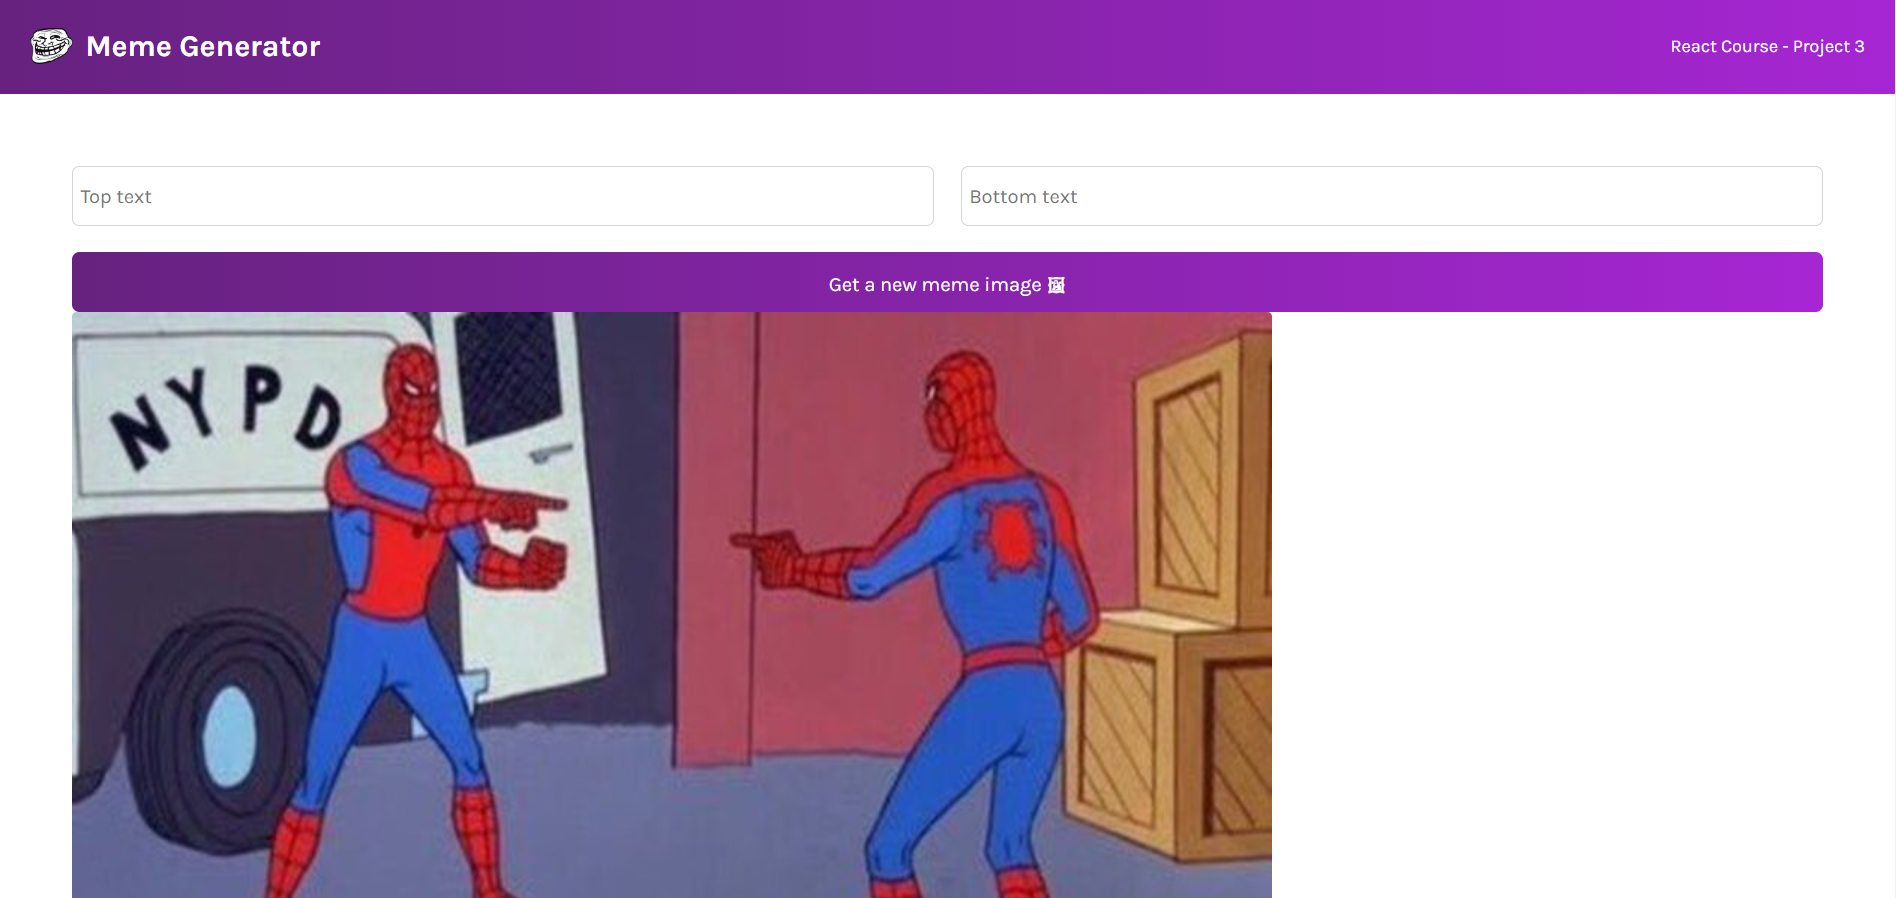 Meme Generator
React Course - Project 3
Top text
Bottom text
Get a new meme image 🖼
NYPD